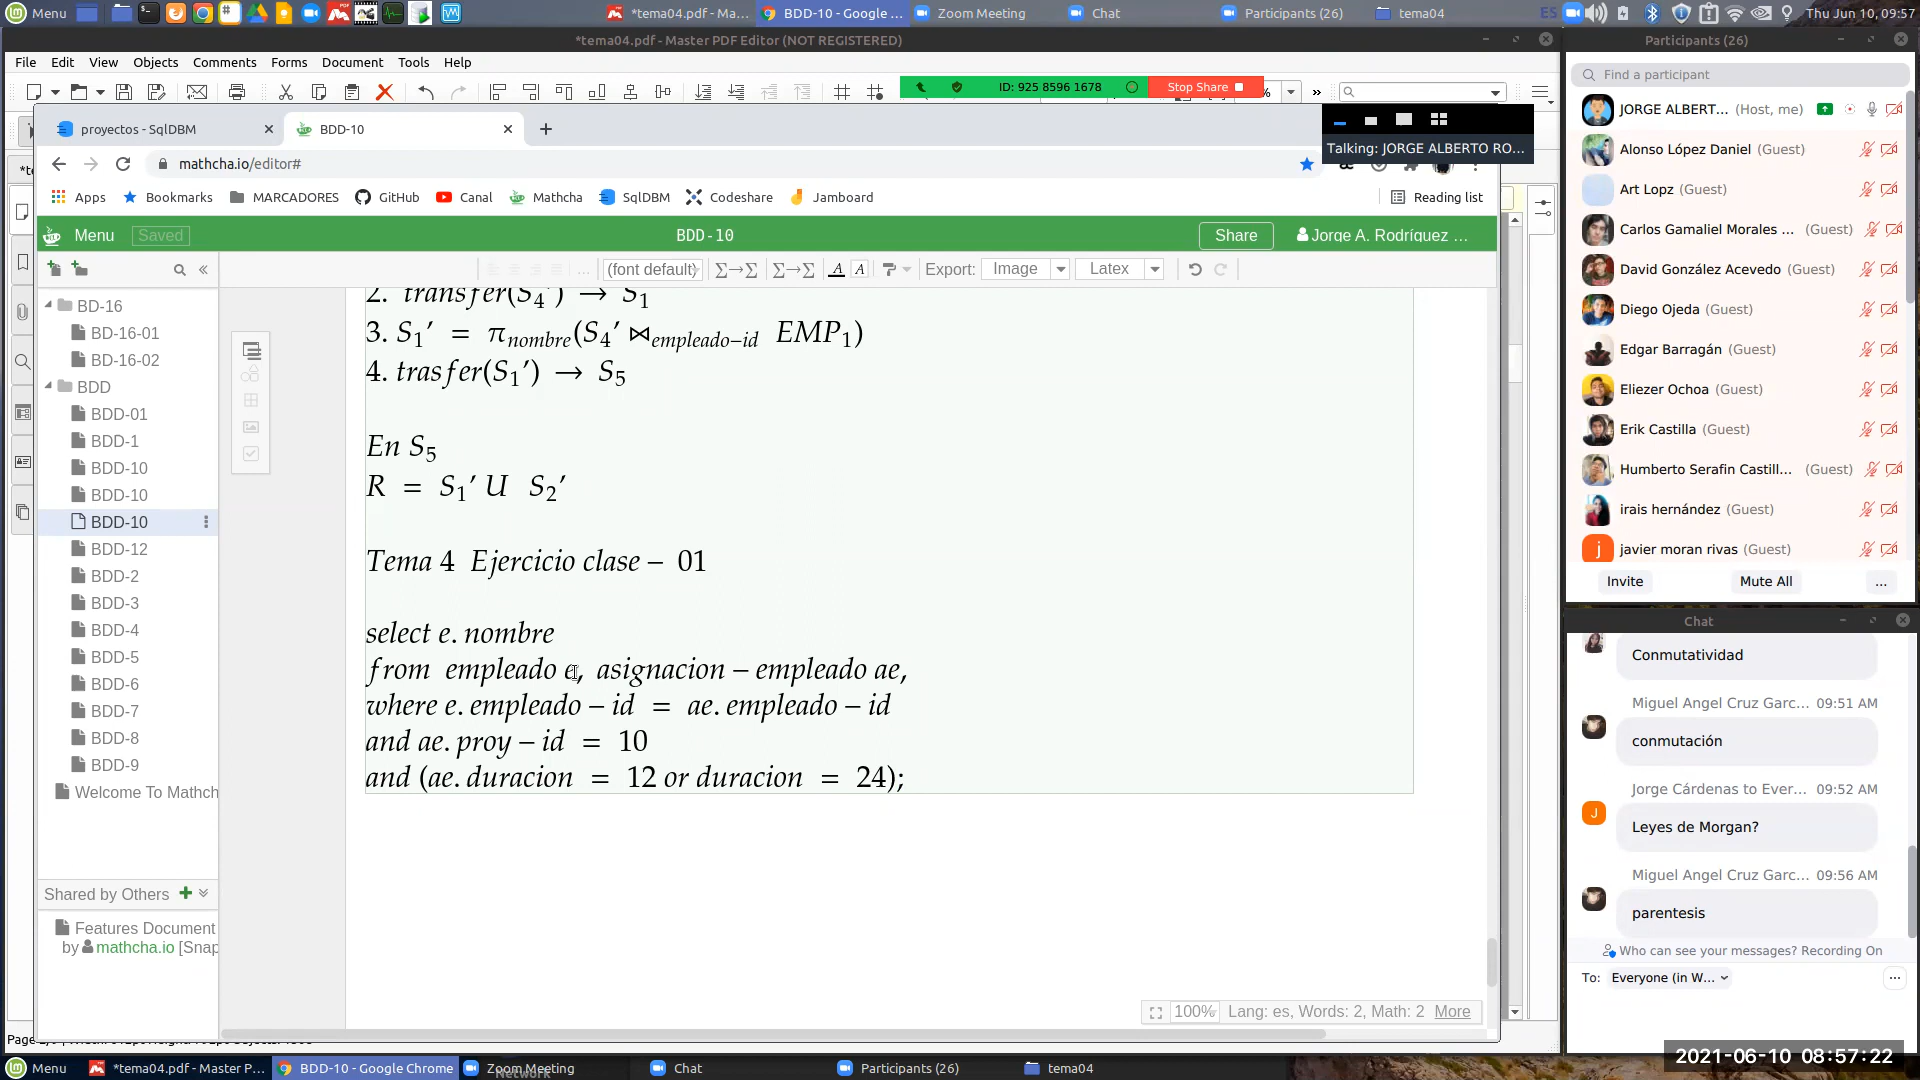 Menu
*tema04.pdf - Ma...
BDD-10 - Google ...
Zoom Meeting
Chat
Participants (26)
tema04
ES
Thu Jun 10, 09:57
*tema04.pdf - Master PDF Editor (NOT REGISTERED)
File Edit View Objects Comments Forms Document Tools Help
ID: 925 8596 1678
Stop Share
%
proyectos - SqlDBM
BDD-10
Talking: JORGE ALBERTO RO...
mathcha.io/editor#
Apps Bookmarks MARCADORES GitHub Canal Mathcha SqlDBM Codeshare Jamboard Reading list
Menu Saved BDD-10 Share Jorge A. Rodríguez ...
(font default) Σ→Σ Σ→Σ A A Export: Image Latex
BD-16
BD-16-01
BD-16-02
BDD
BDD-01
BDD-1
BDD-10
BDD-10
BDD-10
BDD-12
BDD-2
BDD-3
BDD-4
BDD-5
BDD-6
BDD-7
BDD-8
BDD-9
Welcome To Mathch
Shared by Others
Features Document
by mathcha.io [Snap
2. transfer(S4') → S1
3. S1' = πnombre(S4' ⋈empleado−id EMP1)
4. trasfer(S1') → S5
En S5
R = S1' U S2'
Tema 4 Ejercicio clase − 01
select e. nombre
from empleado e, asignacion − empleado ae,
where e. empleado − id = ae. empleado − id
and ae. proy − id = 10
and (ae. duracion = 12 or duracion = 24);
100% Lang: es, Words: 2, Math: 2 More
Participants (26)
Find a participant
JORGE ALBERT... (Host, me)
Alonso López Daniel (Guest)
Art Lopz (Guest)
Carlos Gamaliel Morales ... (Guest)
David González Acevedo (Guest)
Diego Ojeda (Guest)
Edgar Barragán (Guest)
Eliezer Ochoa (Guest)
Erik Castilla (Guest)
Humberto Serafin Castill... (Guest)
irais hernández (Guest)
j javier moran rivas (Guest)
Invite Mute All ...
Chat
Conmutatividad
Miguel Angel Cruz Garc... 09:51 AM
conmutación
Jorge Cárdenas to Ever... 09:52 AM
J
Leyes de Morgan?
Miguel Angel Cruz Garc... 09:56 AM
parentesis
Who can see your messages? Recording On
To: Everyone (in W...
Menu
*tema04.pdf - Master P...
BDD-10 - Google Chrome
Zoom Meeting
Network
Chat
Participants (26)
tema04
2021-06-10 08:57:22